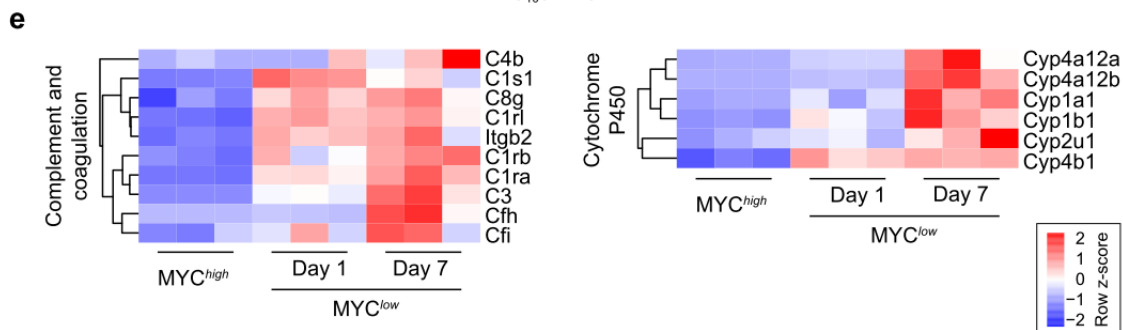 e
Complement and
coagulation
C4b
C1s1
C8g
C1rl
Itgb2
C1rb
C1ra
C3
Cfh
Cfi
MYChigh
Day 1
Day 7
MYClow
Cytochrome
P450
Cyp4a12a
Cyp4a12b
Cyp1a1
Cyp1b1
Cyp2u1
Cyp4b1
MYChigh
Day 1
Day 7
MYClow
2
1
0
−1
−2
Row z-score